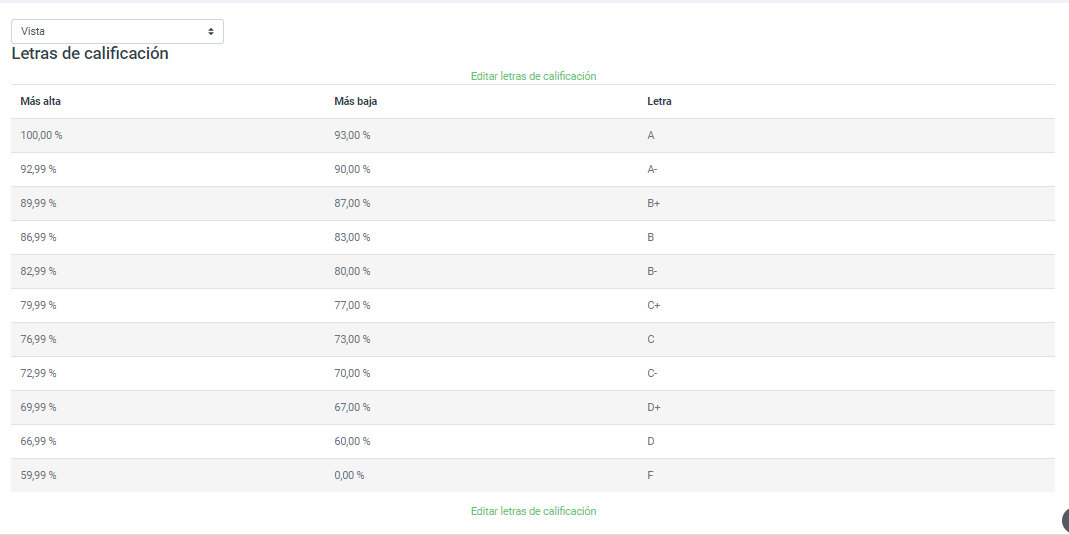 Vista
Letras de calificación
Editar letras de calificación
Más alta Más baja Letra
100,00 % 93,00 % A
92,99 % 90,00 % A-
89,99 % 87,00 % B+
86,99 % 83,00 % B
82,99 % 80,00 % B-
79,99 % 77,00 % C+
76,99 % 73,00 % C
72,99 % 70,00 % C-
69,99 % 67,00 % D+
66,99 % 60,00 % D
59,99 % 0,00 % F
Editar letras de calificación